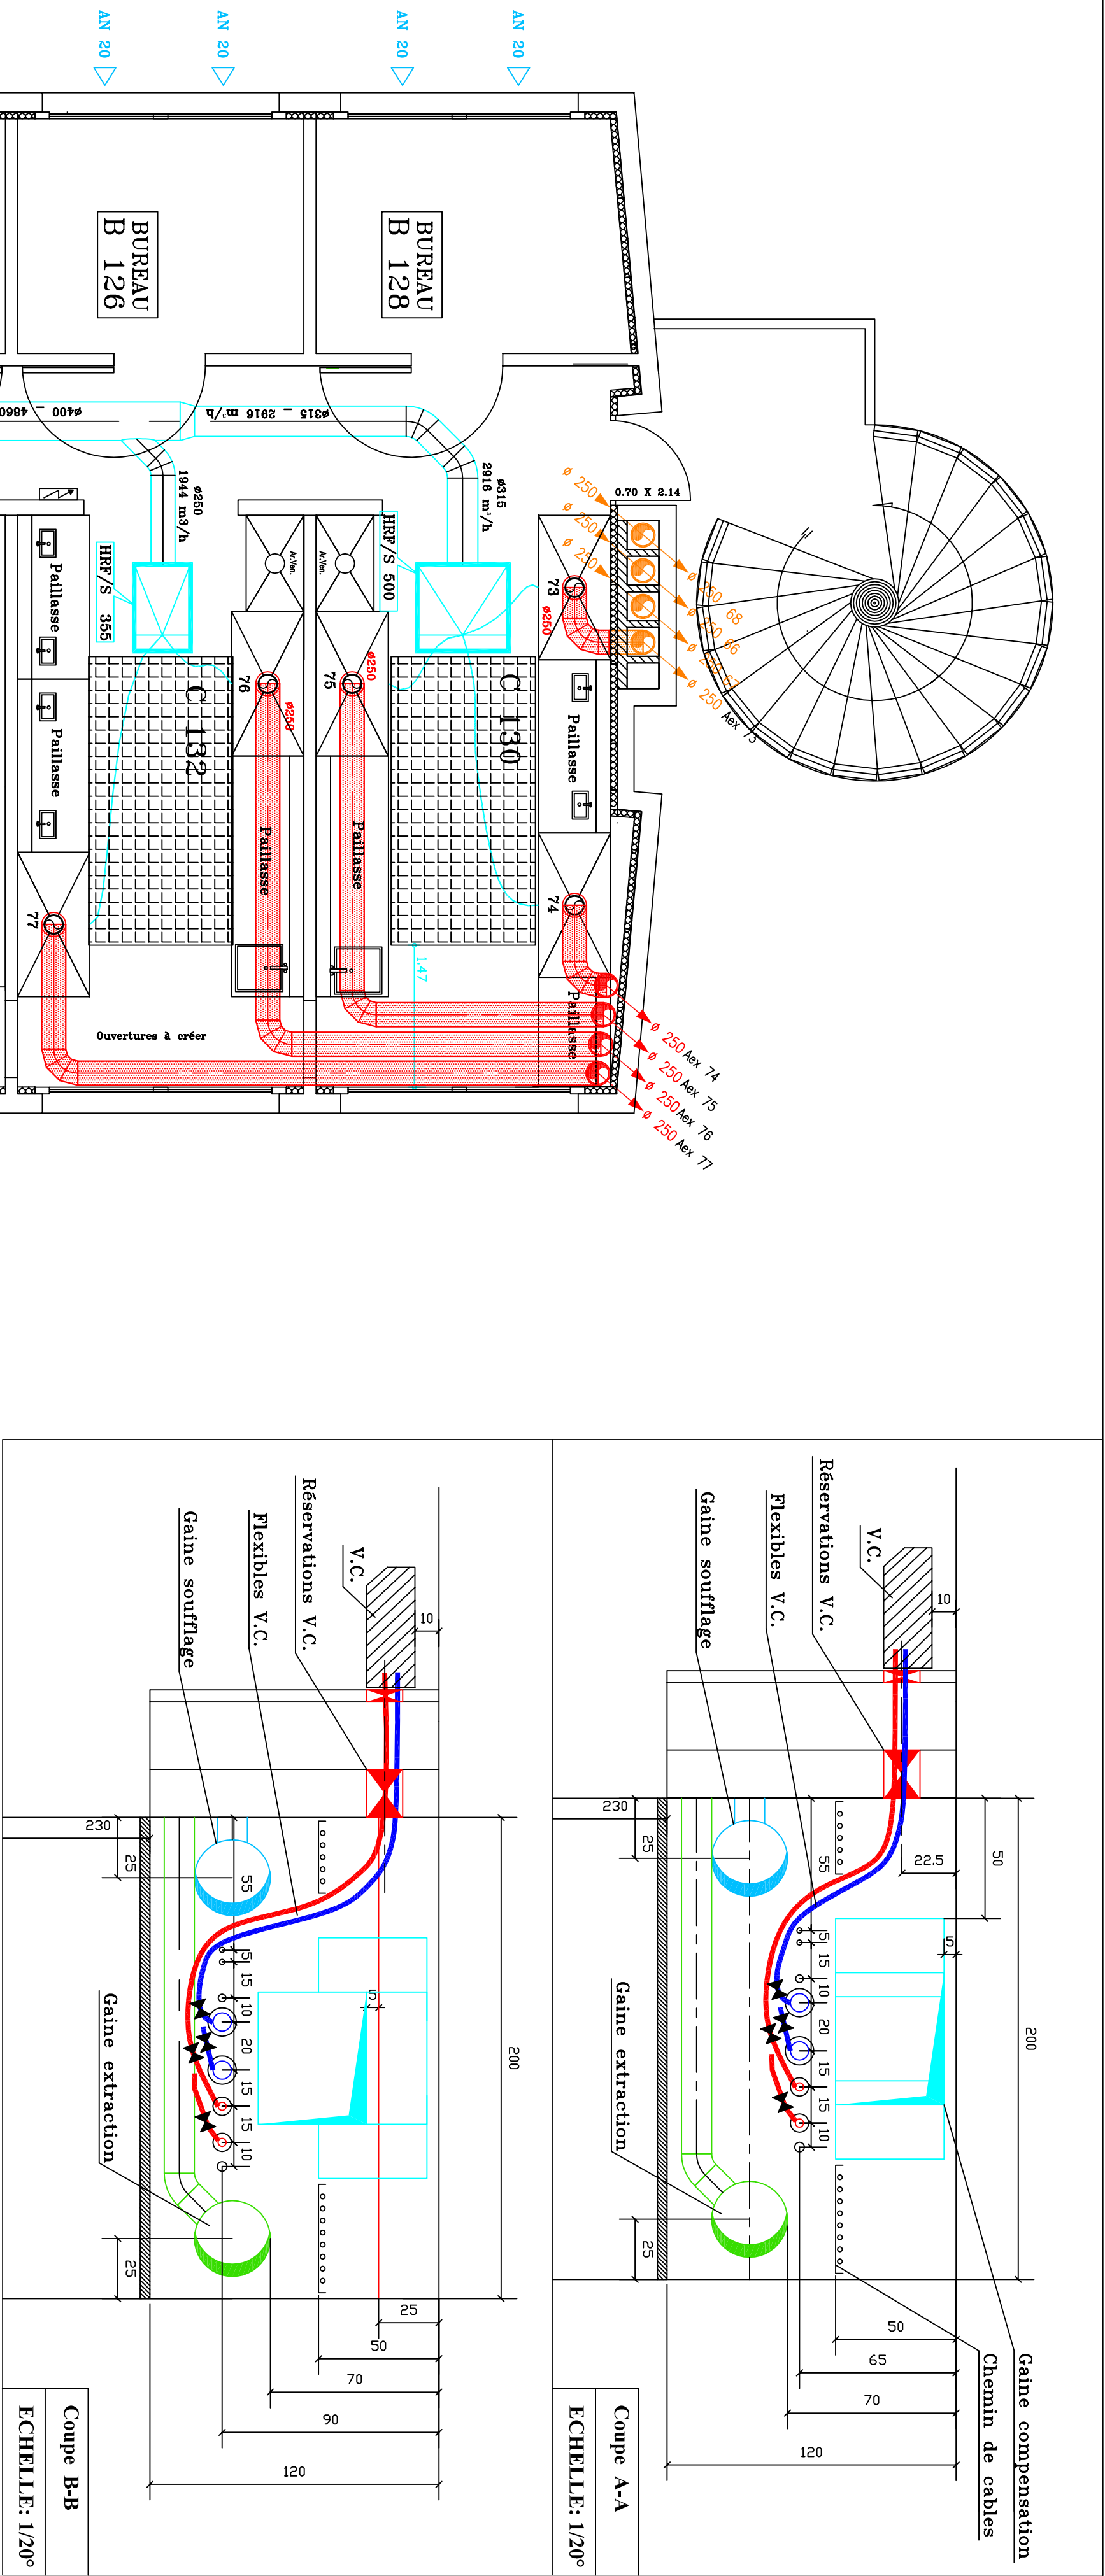 AN 20
AN 20
AN 20
AN 20
BUREAU
B 126
BUREAU
B 128
ø400 - 4860
ø315 - 2916 m³/h
ø250
1944 m3/h
ø315
2916 m³/h
0.70 X 2.14
HRF/S 355
HRF/S 500
Ar.Ven.
Ar.Ven.
ø 250
ø 250
ø 250
ø 250 68
ø 250 66
ø 250 67
ø 250 Aex 73
73
ø250
74
75
ø250
76
ø250
77
C 130
C 132
Paillasse
Paillasse
Paillasse
Paillasse
Paillasse
Paillasse
1.47
Ouvertures à créer
ø 250 Aex 74
ø 250 Aex 75
ø 250 Aex 76
ø 250 Aex 77
Réservations V.C.
V.C.
Flexibles V.C.
Gaine soufflage
10
230
25
55
22.5
50
5
5
15
10
20
15
15
10
200
25
Gaine extraction
50
65
70
120
Gaine compensation
Chemin de cables
Coupe A-A
ECHELLE: 1/20°
Réservations V.C.
V.C.
Flexibles V.C.
Gaine soufflage
10
230
25
55
5
5
15
10
20
15
15
10
200
25
Gaine extraction
25
50
70
90
120
Coupe B-B
ECHELLE: 1/20°